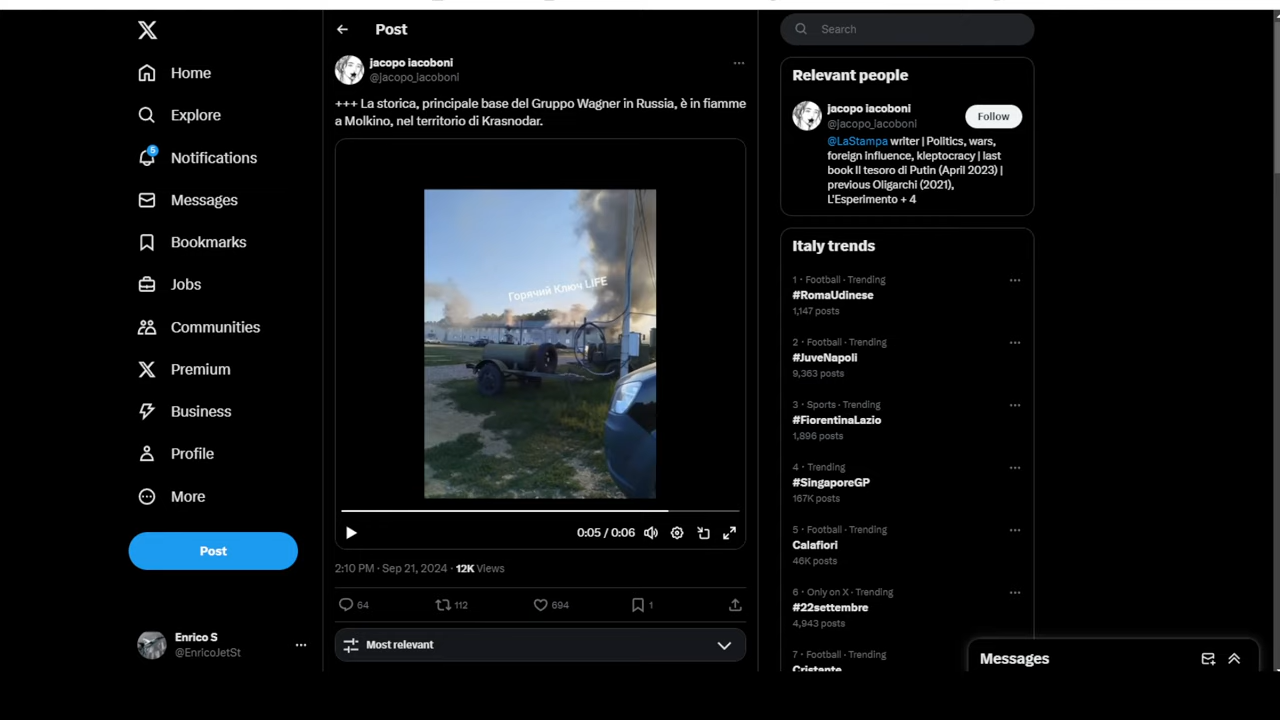 Post
Search
Home
Explore
5
Notifications
Messages
Bookmarks
Jobs
Communities
Premium
Business
Profile
More
Post
Enrico S
@EnricoJetSt
jacopo iacoboni
@jacopo_iacoboni
+++ La storica, principale base del Gruppo Wagner in Russia, è in fiamme
a Molkino, nel territorio di Krasnodar.
Горячий Ключ LIFE
0:05 / 0:06
2:10 PM · Sep 21, 2024 · 12K Views
64
112
694
1
Most relevant
Relevant people
jacopo iacoboni
@jacopo_iacoboni
Follow
@LaStampa writer | Politics, wars,
foreign influence, kleptocracy | last
book Il tesoro di Putin (April 2023) |
previous Oligarchi (2021),
L'Esperimento + 4
Italy trends
1 · Football · Trending
#RomaUdinese
1,147 posts
2 · Football · Trending
#JuveNapoli
9,363 posts
3 · Sports · Trending
#FiorentinaLazio
1,896 posts
4 · Trending
#SingaporeGP
167K posts
5 · Football · Trending
Calafiori
46K posts
6 · Only on X · Trending
#22settembre
4,943 posts
7 · Football · Trending
Cristante
Messages